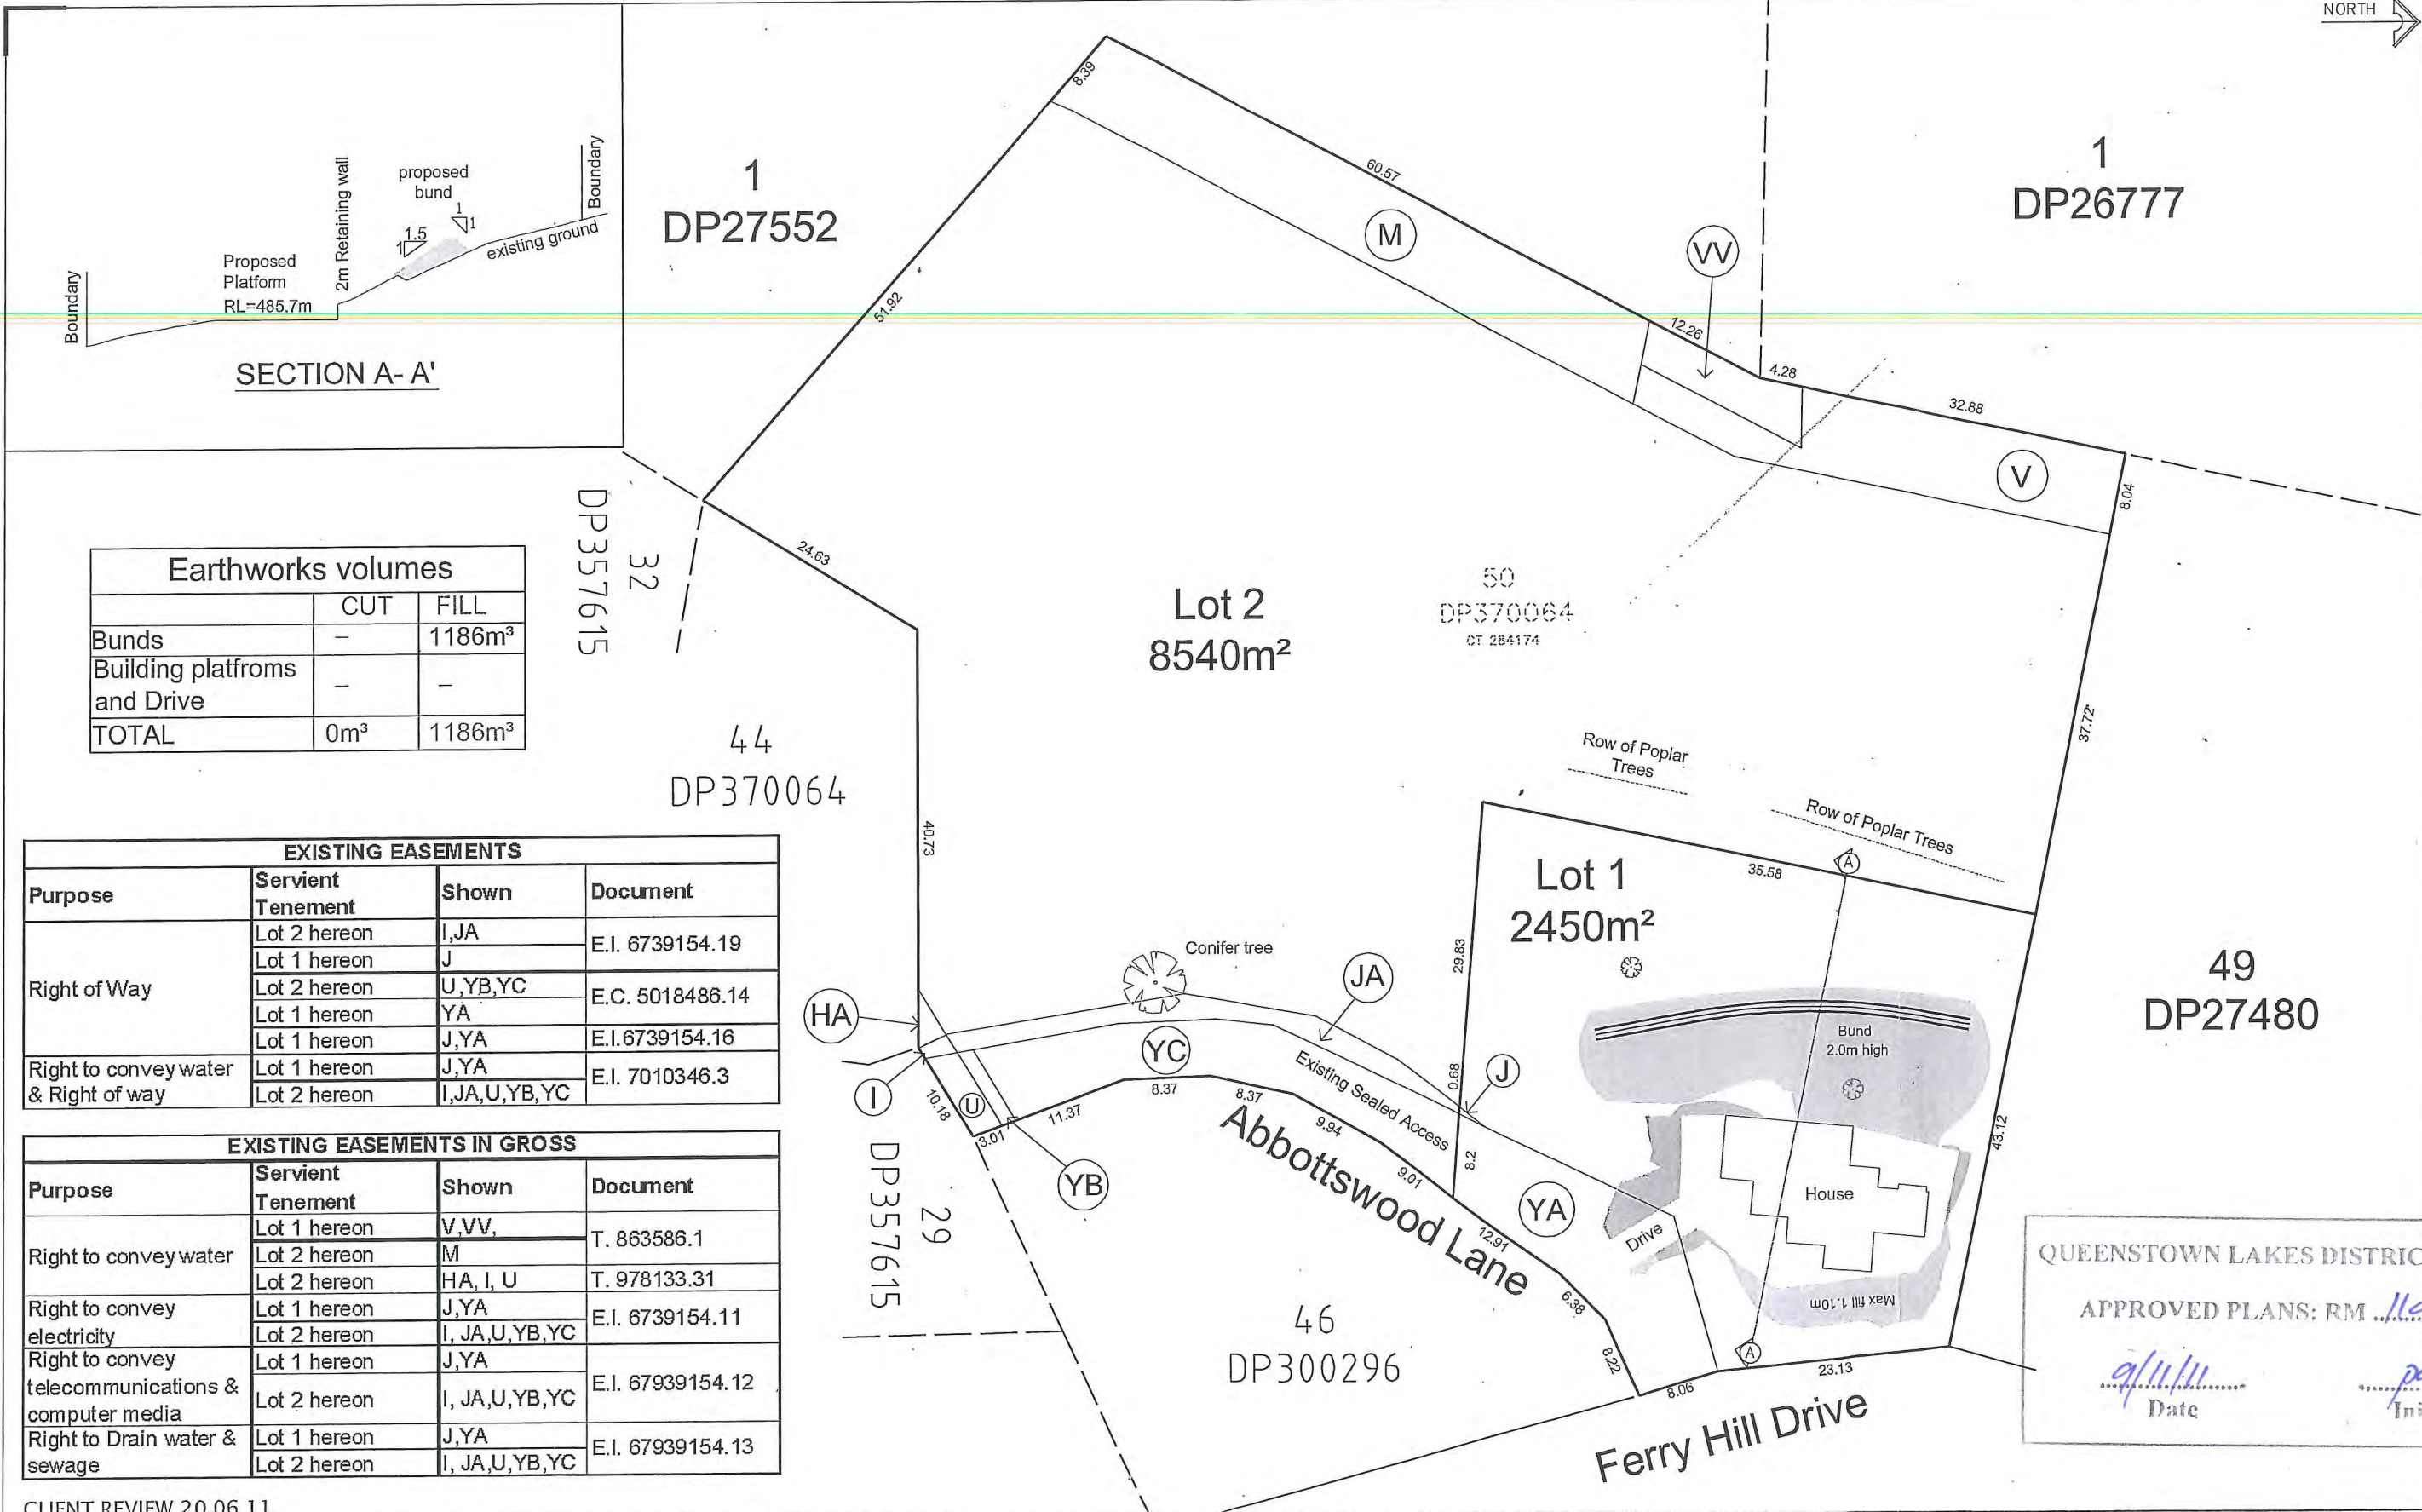 NORTH
Boundary
Proposed
Platform
RL=485.7m
2m Retaining wall
proposed
bund
1
1.5
1
1
existing ground
Boundary
SECTION A- A'
1
DP27552
1
DP26777
8.39
60.57
M
VV
51.92
12.26
4.28
32.88
V
8.04
32
DP357615
24.63
Earthworks volumes
CUT FILL
Bunds – 1186m³
Building platfroms
and Drive – –
TOTAL 0m³ 1186m³
Lot 2
8540m²
50
DP370064
CT 284174
44
DP370064
37.72
Row of Poplar
Trees
Row of Poplar Trees
40.73
Lot 1
2450m²
35.58
A
29.83
Conifer tree
JA
HA
49
DP27480
Bund
2.0m high
EXISTING EASEMENTS
Purpose Servient
Tenement Shown Document
Right of Way Lot 2 hereon I,JA E.I. 6739154.19
Lot 1 hereon J
Lot 2 hereon U,YB,YC E.C. 5018486.14
Lot 1 hereon YA
Lot 1 hereon J,YA E.I.6739154.16
Right to convey water
& Right of way Lot 1 hereon J,YA E.I. 7010346.3
Lot 2 hereon I,JA,U,YB,YC
YC
Existing Sealed Access
0.68
J
I
10.18
U
3.01
11.37
8.37
8.37
9.94
9.01
8.2
43.12
YB
Abbottswood Lane
YA
House
Drive
12.91
6.38
8.22
Max fill 1.10m
A
8.06
23.13
29
DP357615
46
DP300296
Ferry Hill Drive
EXISTING EASEMENTS IN GROSS
Purpose Servient
Tenement Shown Document
Right to convey water Lot 1 hereon V,VV, T. 863586.1
Lot 2 hereon M
Lot 2 hereon HA, I, U T. 978133.31
Right to convey
electricity Lot 1 hereon J,YA E.I. 6739154.11
Lot 2 hereon I, JA,U,YB,YC
Right to convey
telecommunications &
computer media Lot 1 hereon J,YA E.I. 67939154.12
Lot 2 hereon I, JA,U,YB,YC
Right to Drain water &
sewage Lot 1 hereon J,YA E.I. 67939154.13
Lot 2 hereon I, JA,U,YB,YC
QUEENSTOWN LAKES DISTRIC
APPROVED PLANS: RM
9/11/11
Date
CLIENT REVIEW 20.06.11